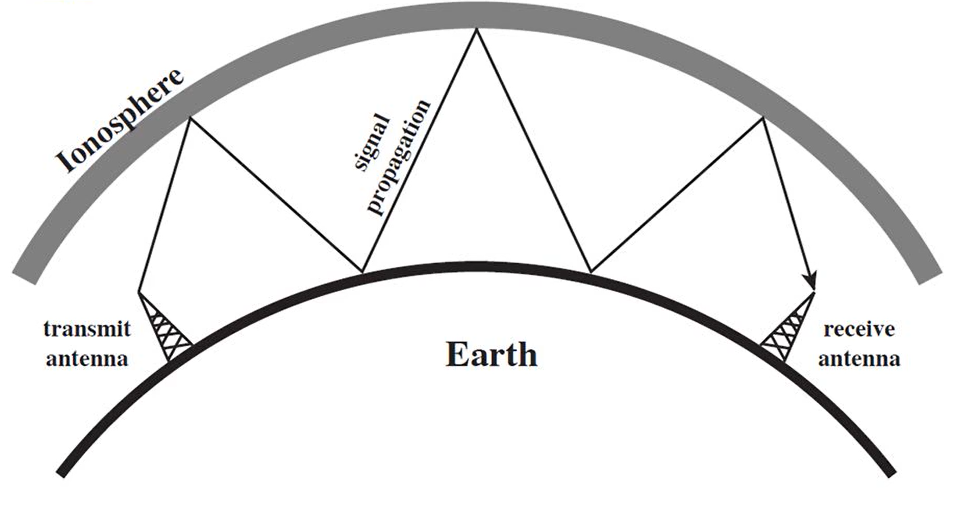 Ionosphere
signal
propagation
transmit
antenna
Earth
receive
antenna